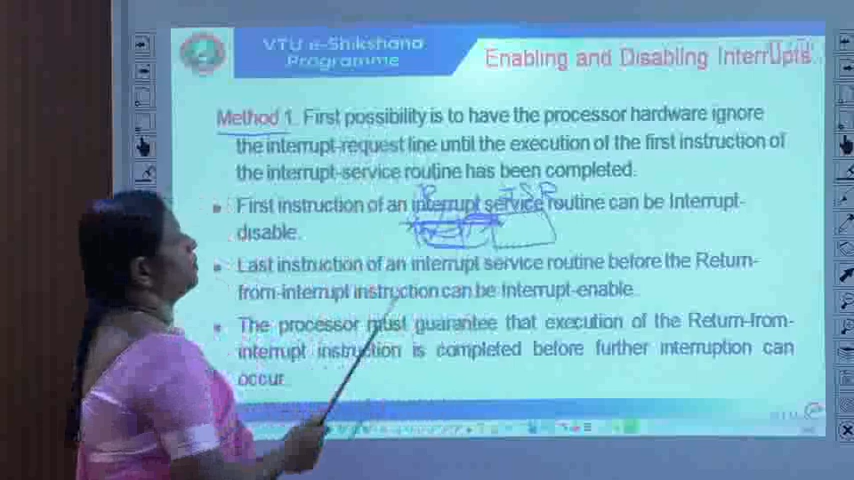 VTU e-Shikshana
Programme
Enabling and Disabling Interrupts
Method 1. First possibility is to have the processor hardware ignore
the interrupt-request line until the execution of the first instruction of
the interrupt-service routine has been completed.
P ISR
First instruction of an interrupt service routine can be Interrupt-
disable.
Last instruction of an interrupt service routine before the Return-
from-interrupt instruction can be Interrupt-enable.
The processor must guarantee that execution of the Return-from-
interrupt instruction is completed before further interruption can
occur.